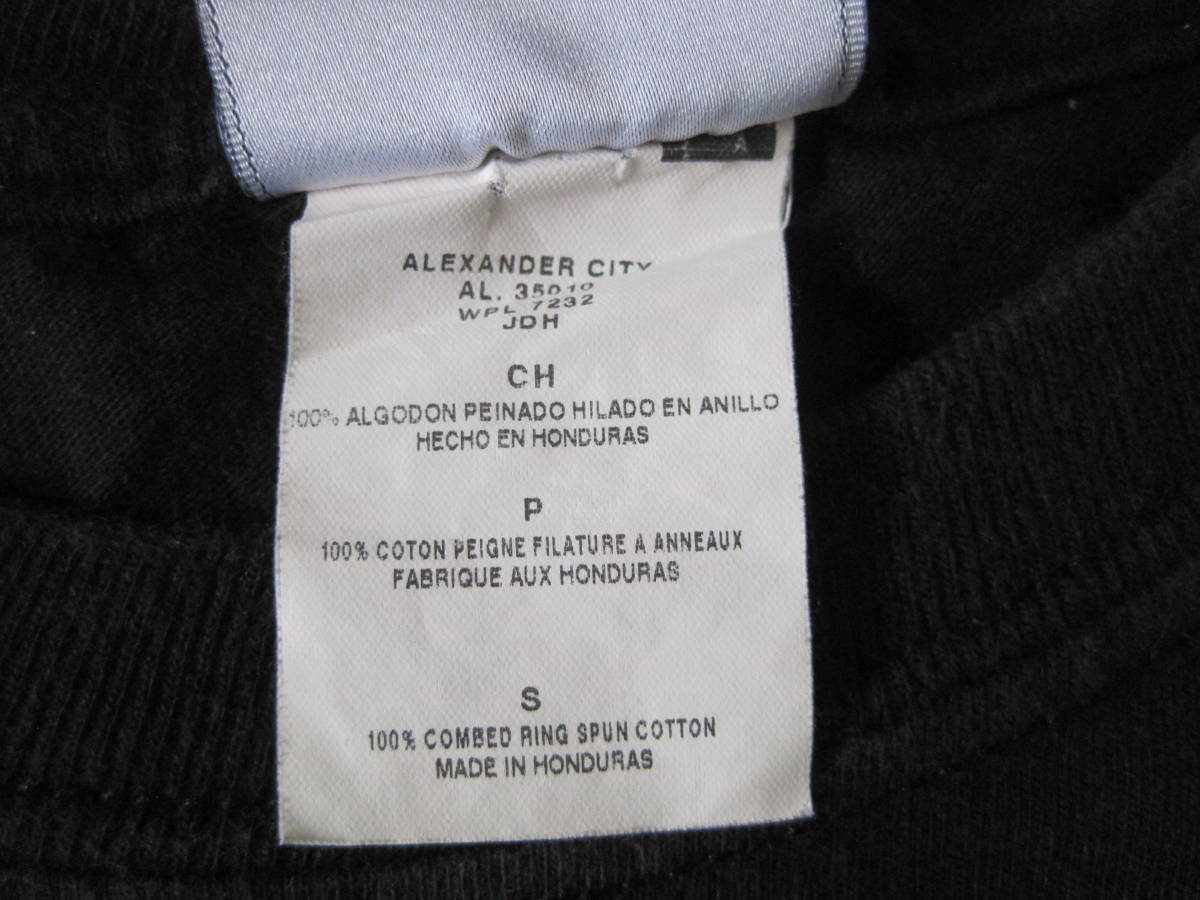 ALEXANDER CITY
AL. 35010
WPL 7232
JDH
CH
100% ALGODON PEINADO HILADO EN ANILLO
HECHO EN HONDURAS
P
100% COTON PEIGNE FILATURE A ANNEAUX
FABRIQUE AUX HONDURAS
S
100% COMBED RING SPUN COTTON
MADE IN HONDURAS